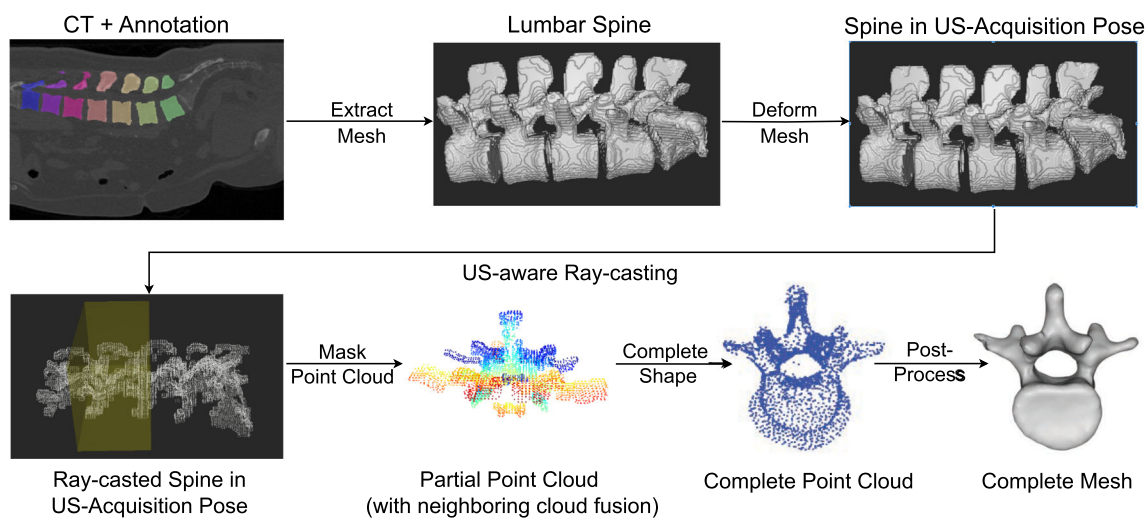 CT + Annotation
Lumbar Spine
Spine in US-Acquisition Pose
Extract
Mesh
Deform
Mesh
US-aware Ray-casting
Mask
Point Cloud
Complete
Shape
Post-
Process
Ray-casted Spine in
US-Acquisition Pose
Partial Point Cloud
(with neighboring cloud fusion)
Complete Point Cloud
Complete Mesh